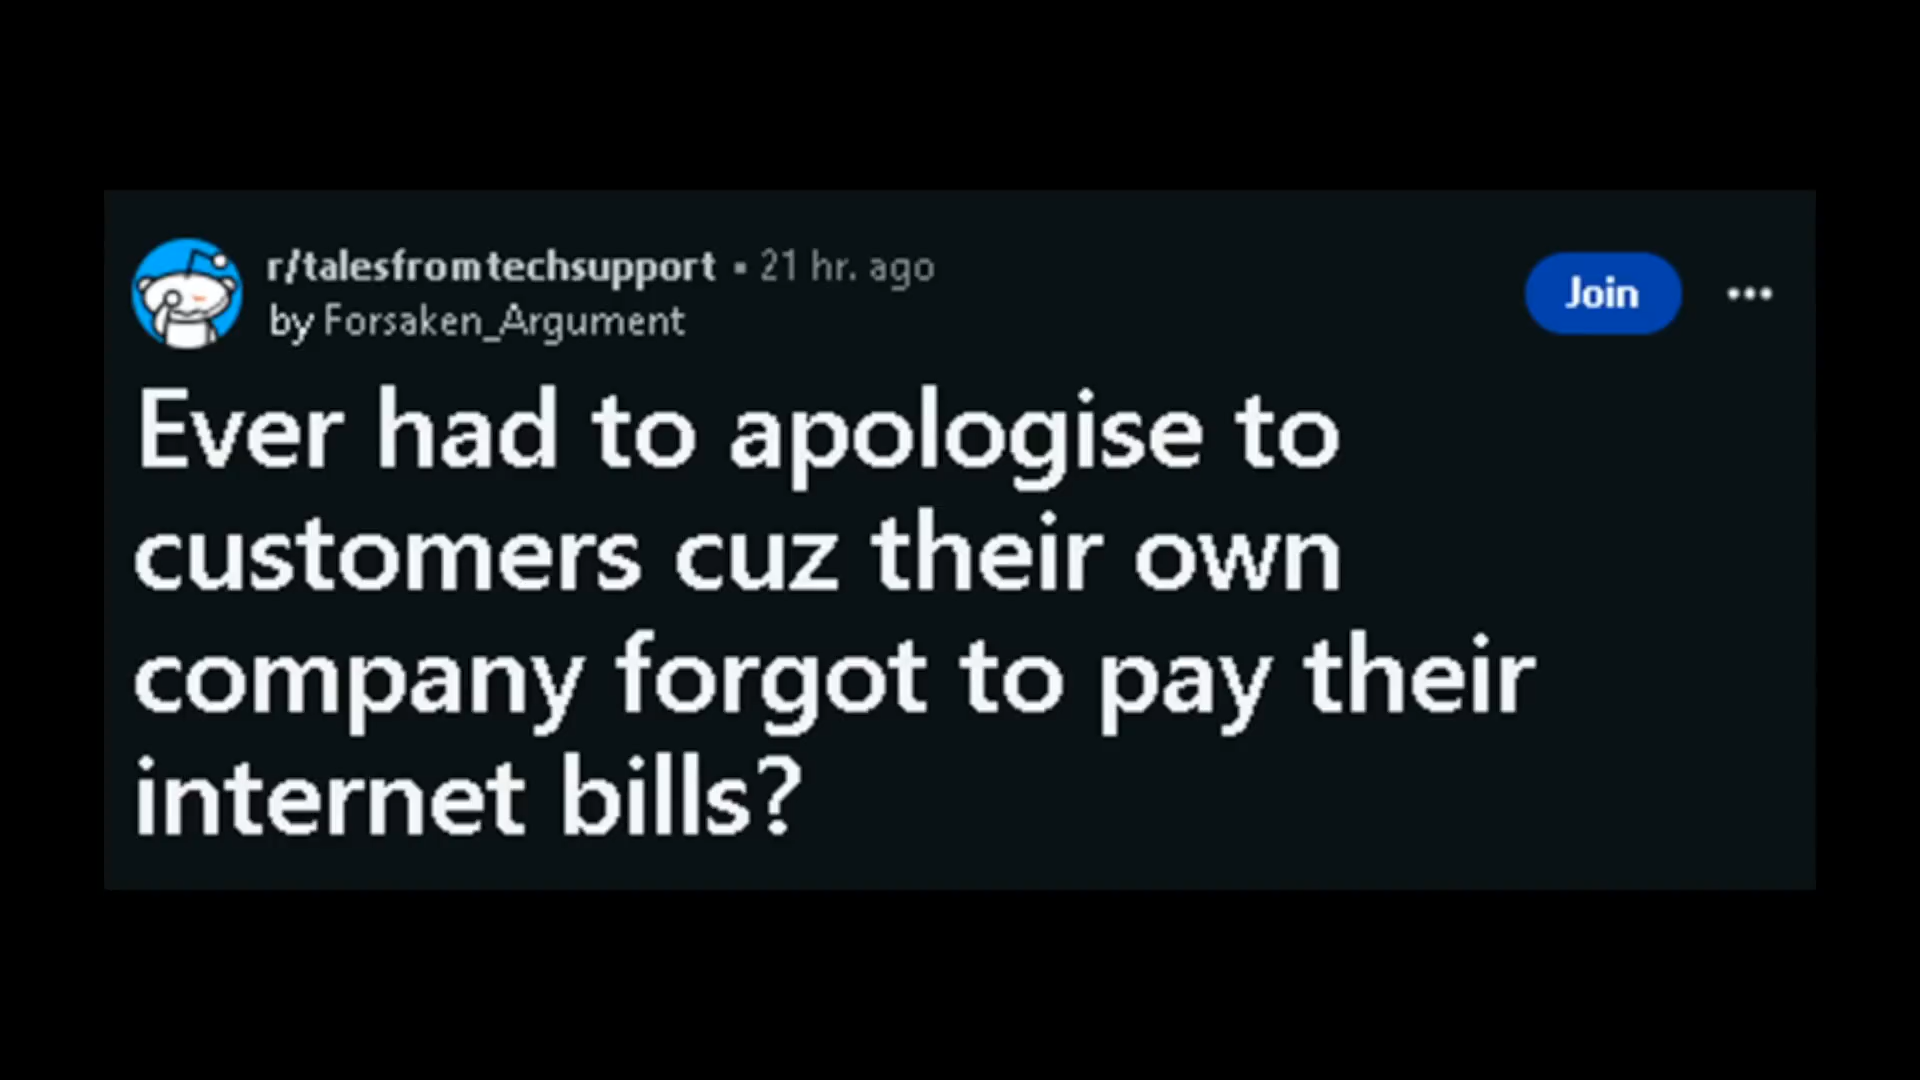 r/talesfromtechsupport • 21 hr. ago
by Forsaken_Argument
Join
Ever had to apologise to
customers cuz their own
company forgot to pay their
internet bills?